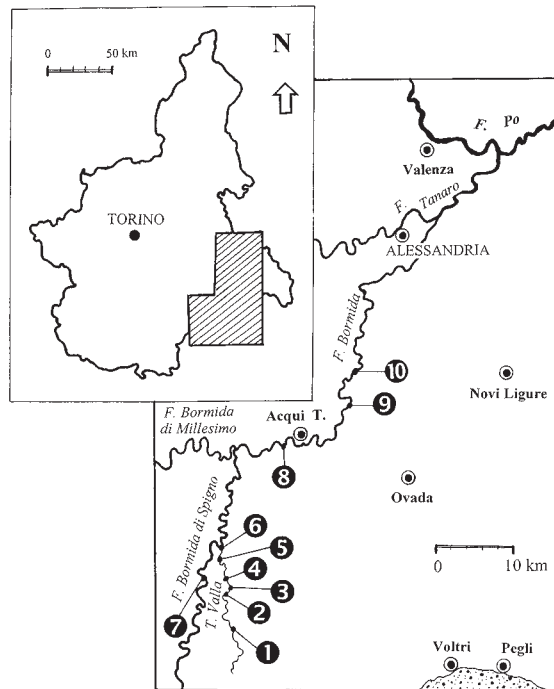 0 50 km
N
TORINO
F. Po
Valenza
F. Tanaro
ALESSANDRIA
F. Bormida
10
Novi Ligure
9
F. Bormida
di Millesimo
Acqui T.
8
Ovada
F. Bormida di Spigno
6
5
0 10 km
4
T. Valla
3
2
7
1
Voltri
Pegli